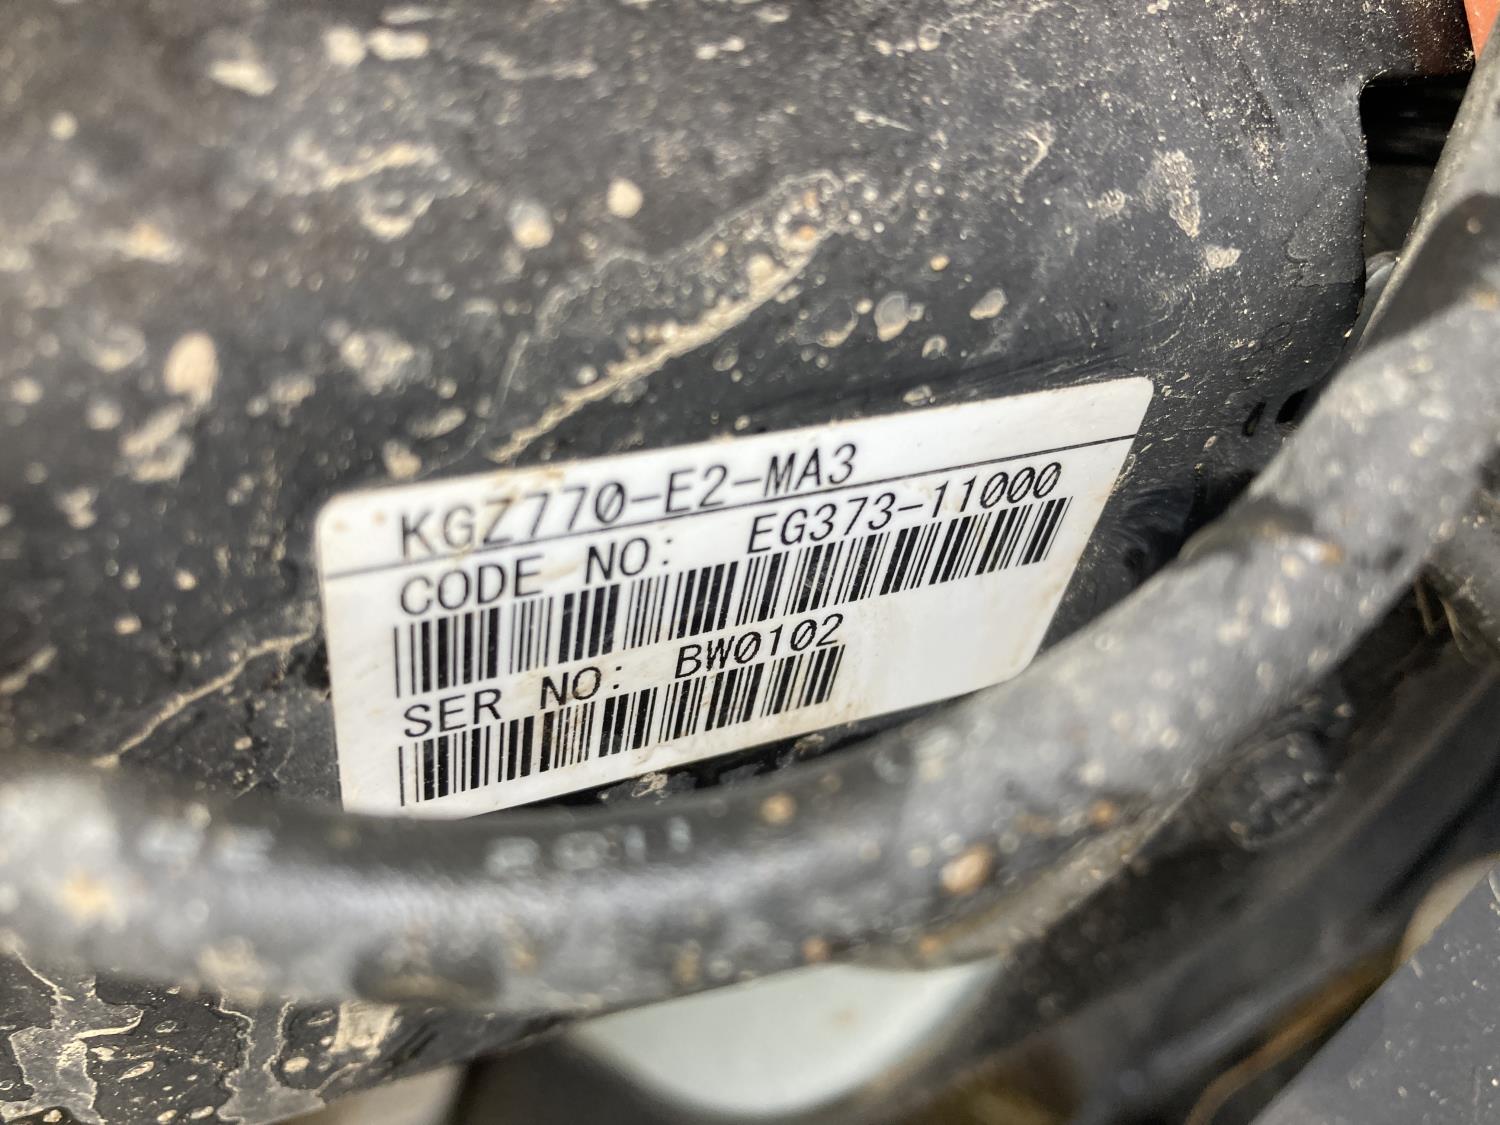 KGZ770-E2-MA3
CODE NO: EG373-11000
SER NO: BW0102